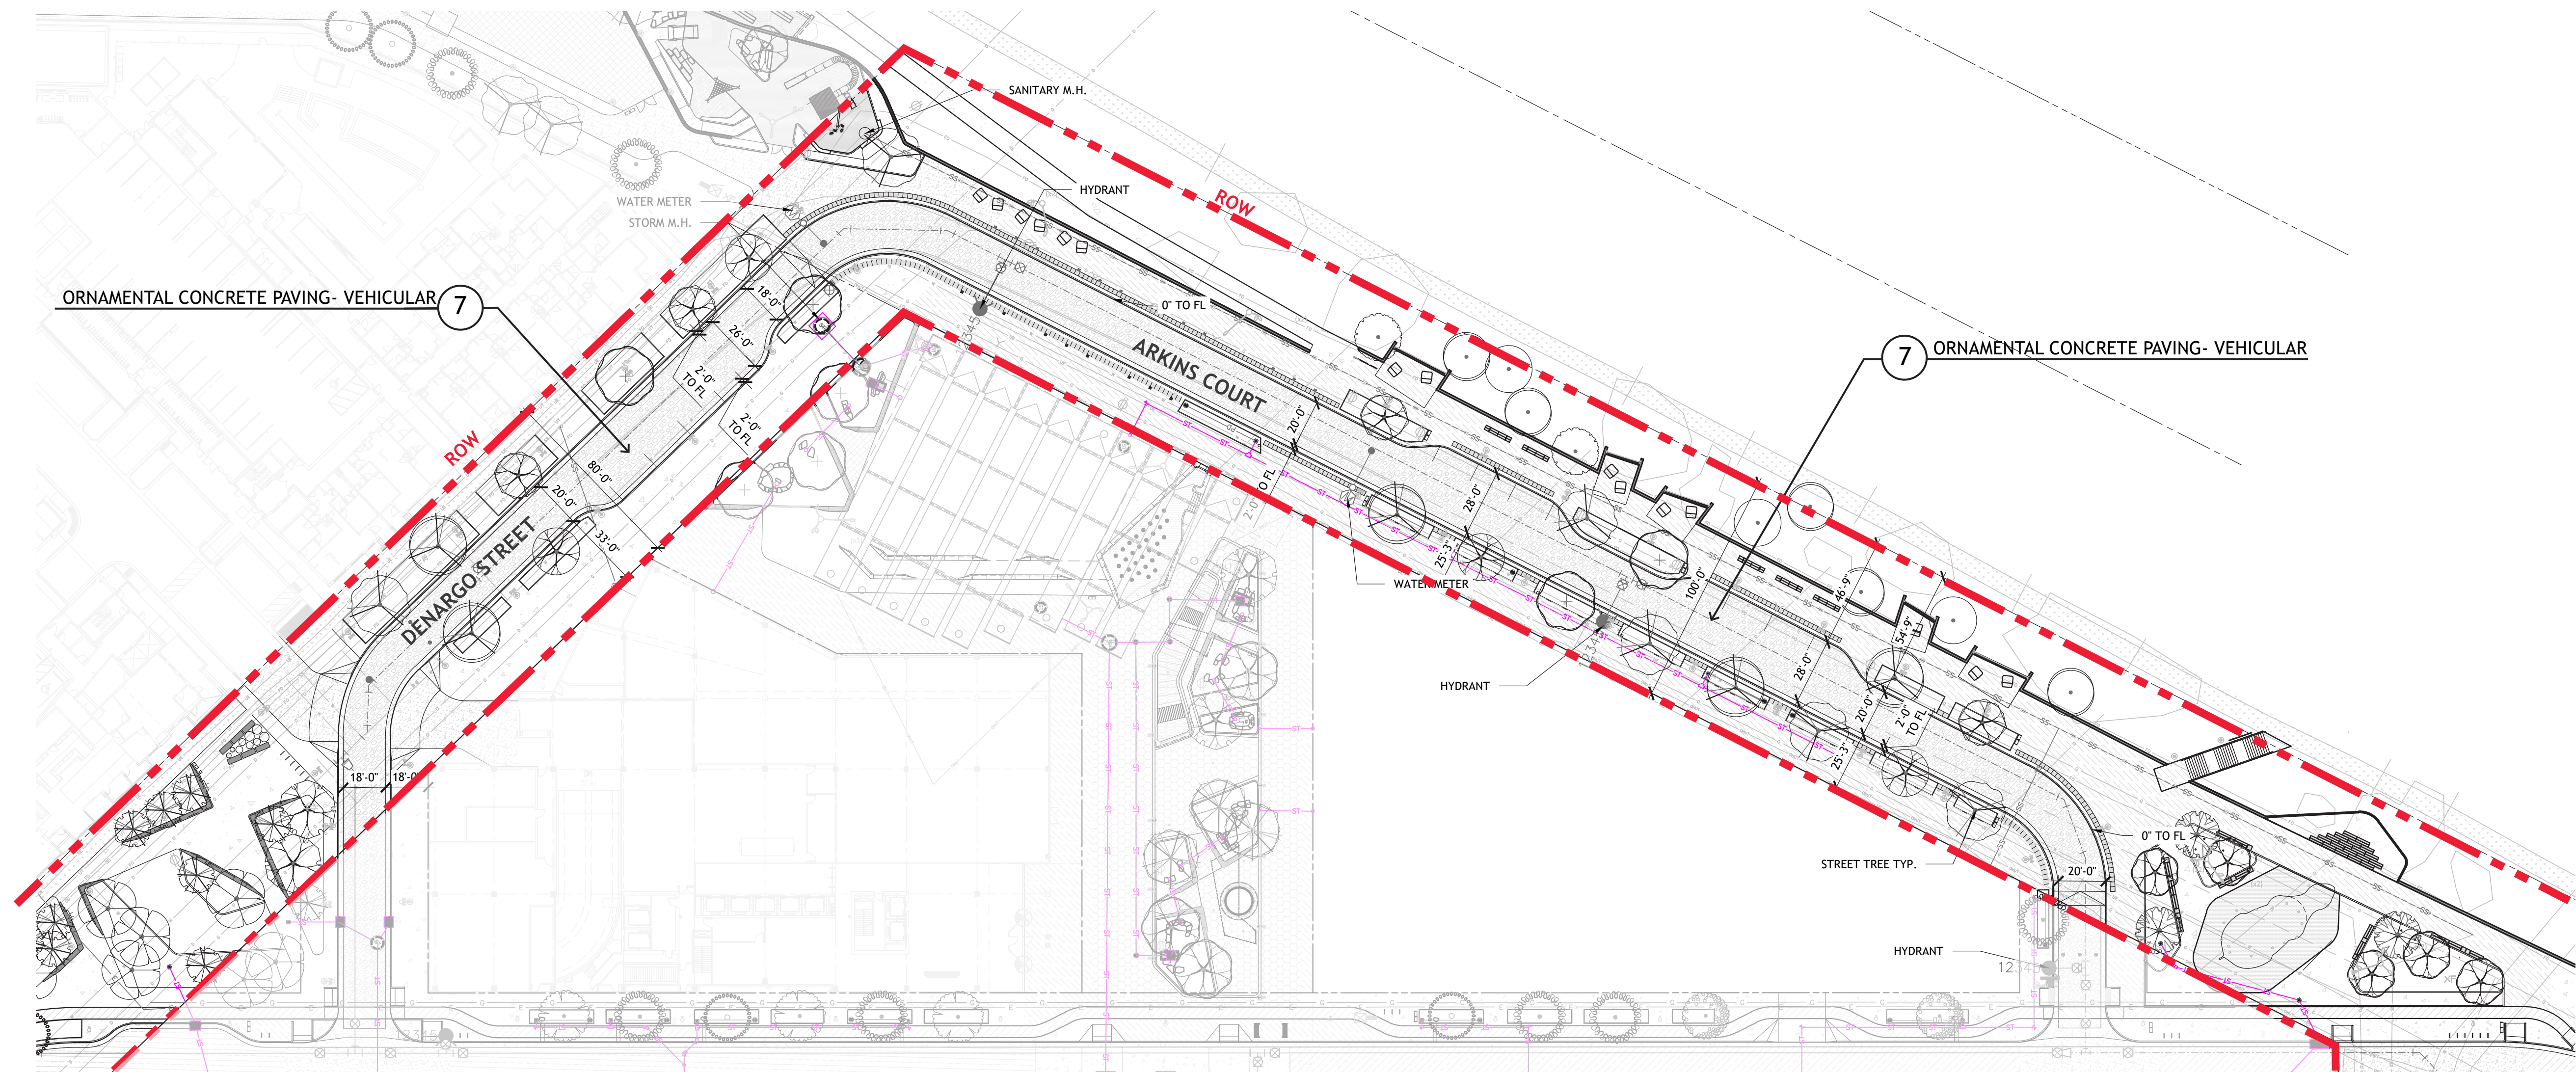 SANITARY M.H.
HYDRANT
WATER METER
STORM M.H.
ROW
ORNAMENTAL CONCRETE PAVING- VEHICULAR
7
18'-0"
26'-0"
2'-0"
TO FL
2'-0"
TO FL
0" TO FL
ARKINS COURT
7
ORNAMENTAL CONCRETE PAVING- VEHICULAR
ROW
80'-0"
20'-0"
33'-0"
DENARGO STREET
20'-0"
TO FL
28'-0"
25'-3"
WATER METER
100'-0"
46'-9"
54'-9"
28'-0"
20'-0"
2'-0"
TO FL
25'-3"
HYDRANT
18'-0"
0" TO FL
STREET TREE TYP.
20'-0"
HYDRANT